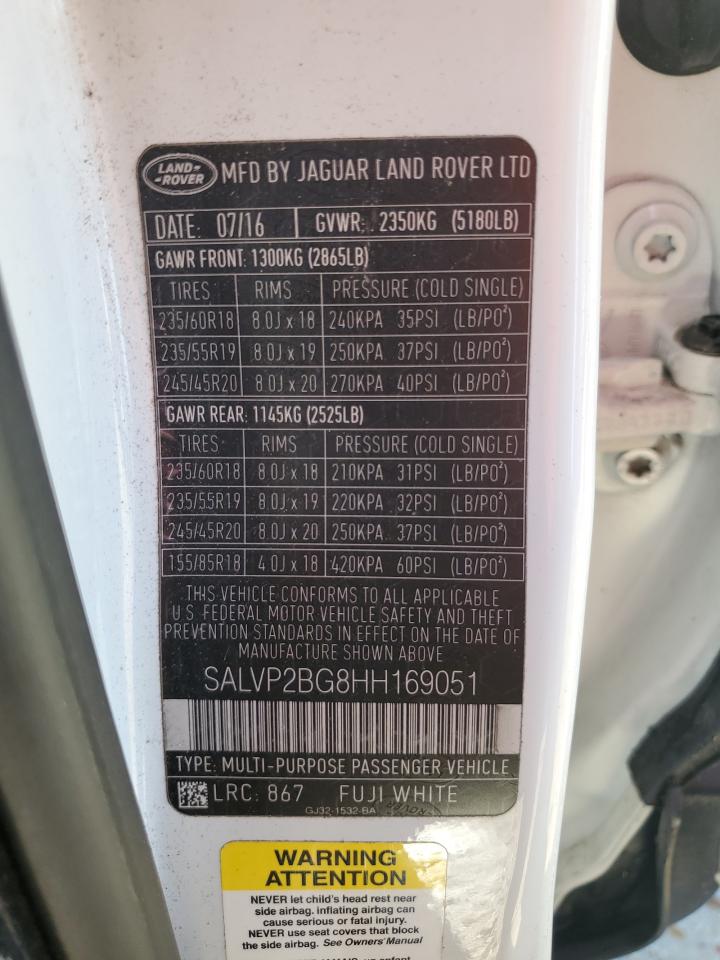 LAND-
-ROVER
MFD BY JAGUAR LAND ROVER LTD
DATE: 07/16 GVWR: 2350KG (5180LB)
GAWR FRONT: 1300KG (2865LB)
TIRES RIMS PRESSURE (COLD SINGLE)
235/60R18 8.0J x 18 240KPA 35PSI (LB/PO²)
235/55R19 8.0J x 19 250KPA 37PSI (LB/PO²)
245/45R20 8.0J x 20 270KPA 40PSI (LB/PO²)
GAWR REAR: 1145KG (2525LB)
TIRES RIMS PRESSURE (COLD SINGLE)
235/60R18 8.0J x 18 210KPA 31PSI (LB/PO²)
235/55R19 8.0J x 19 220KPA 32PSI (LB/PO²)
245/45R20 8.0J x 20 250KPA 37PSI (LB/PO²)
155/85R18 4.0J x 18 420KPA 60PSI (LB/PO²)
THIS VEHICLE CONFORMS TO ALL APPLICABLE
U.S. FEDERAL MOTOR VEHICLE SAFETY AND THEFT
PREVENTION STANDARDS IN EFFECT ON THE DATE OF
MANUFACTURE SHOWN ABOVE
SALVP2BG8HH169051
TYPE: MULTI-PURPOSE PASSENGER VEHICLE
LRC: 867 FUJI WHITE
GJ32-1532-BA
WARNING
ATTENTION
NEVER let child's head rest near
side airbag. inflating airbag can
cause serious or fatal injury.
NEVER use seat covers that block
the side airbag. See Owners Manual